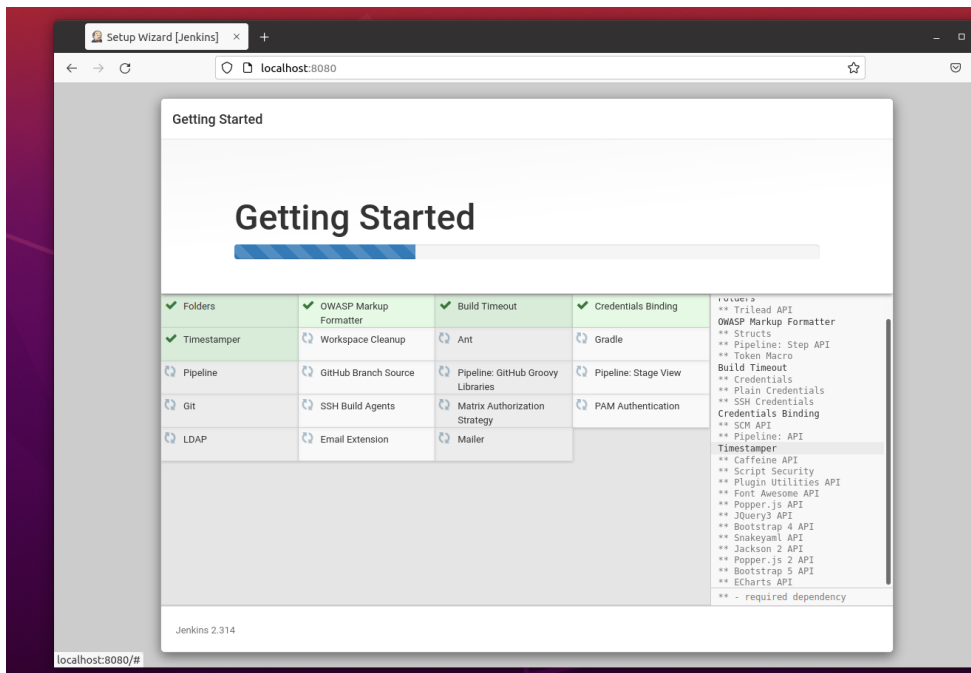 Setup Wizard [Jenkins]
localhost:8080
Getting Started
Getting Started
Folders
OWASP Markup
Formatter
Build Timeout
Credentials Binding
Timestamper
Workspace Cleanup
Ant
Gradle
Pipeline
GitHub Branch Source
Pipeline: GitHub Groovy
Libraries
Pipeline: Stage View
Git
SSH Build Agents
Matrix Authorization
Strategy
PAM Authentication
LDAP
Email Extension
Mailer
Folders
** Trilead API
OWASP Markup Formatter
** Structs
** Pipeline: Step API
** Token Macro
Build Timeout
** Credentials
** Plain Credentials
** SSH Credentials
Credentials Binding
** SCM API
** Pipeline: API
Timestamper
** Caffeine API
** Script Security
** Plugin Utilities API
** Font Awesome API
** Popper.js API
** JQuery3 API
** Bootstrap 4 API
** Snakeyaml API
** Jackson 2 API
** Popper.js 2 API
** Bootstrap 5 API
** ECharts API
** - required dependency
Jenkins 2.314
localhost:8080/#